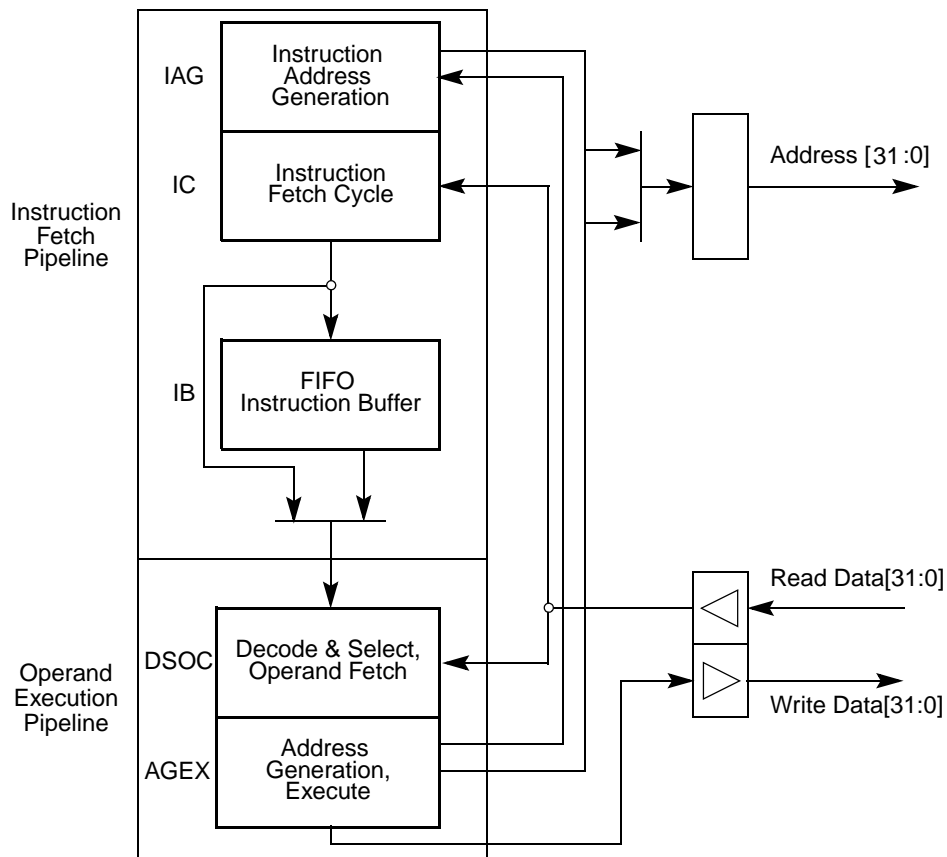 IAG
Instruction
Address
Generation
Address [31:0]
IC
Instruction
Fetch Cycle
Instruction
Fetch
Pipeline
IB
FIFO
Instruction Buffer
Read Data[31:0]
DSOC
Decode & Select,
Operand Fetch
Operand
Execution
Pipeline
Write Data[31:0]
AGEX
Address
Generation,
Execute